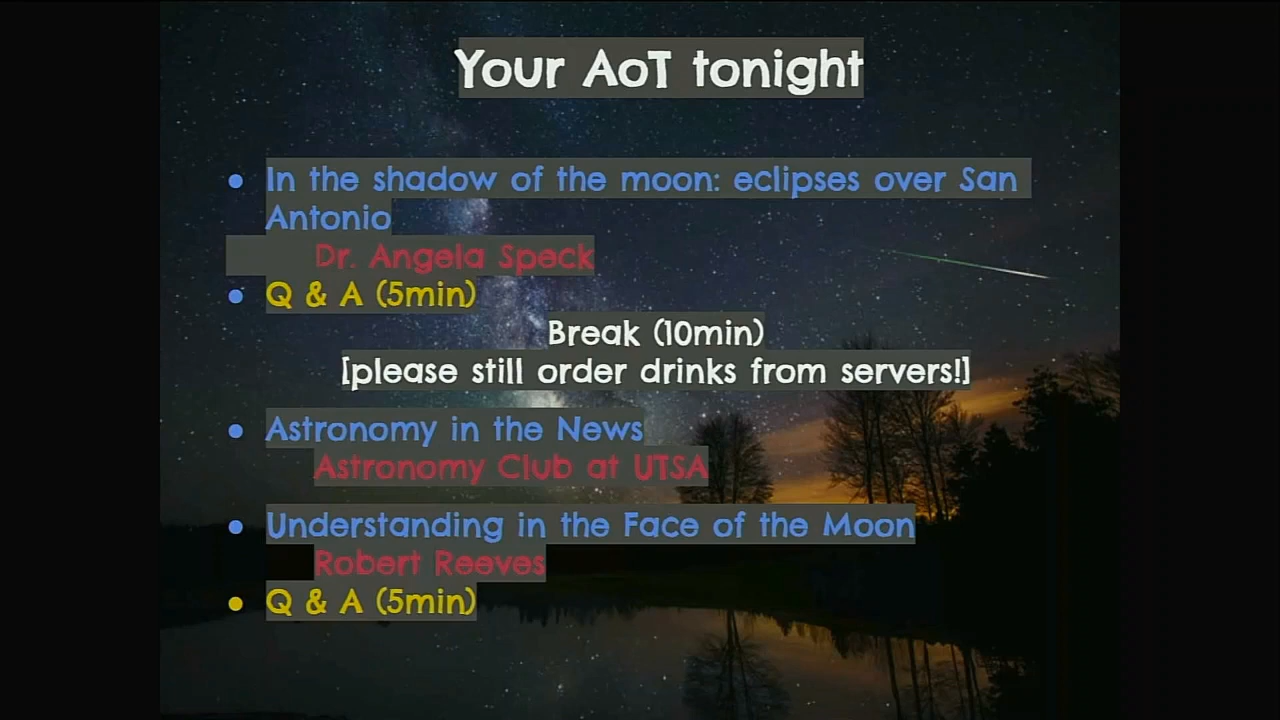 Your AoT tonight
• In the shadow of the moon: eclipses over San
Antonio
Dr. Angela Speck
• Q & A (5min)
Break (10min)
[please still order drinks from servers!]
• Astronomy in the News
Astronomy Club at UTSA
• Understanding in the Face of the Moon
Robert Reeves
• Q & A (5min)